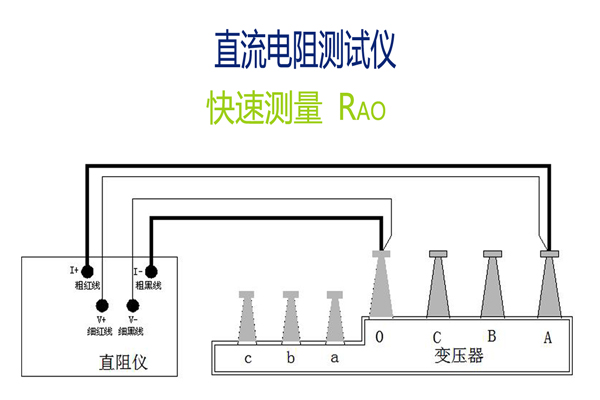 直流电阻测试仪
快速测量 RAO
I+
粗红线
I-
粗黑线
V+
细红线
V-
细黑线
直阻仪
c b a
O C B A
变压器